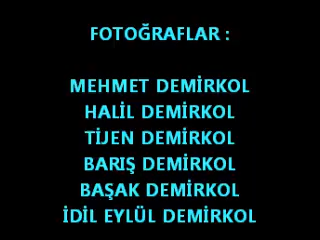 FOTOĞRAFLAR :
MEHMET DEMİRKOL
HALİL DEMİRKOL
TİJEN DEMİRKOL
BARIŞ DEMİRKOL
BAŞAK DEMİRKOL
İDİL EYLÜL DEMİRKOL